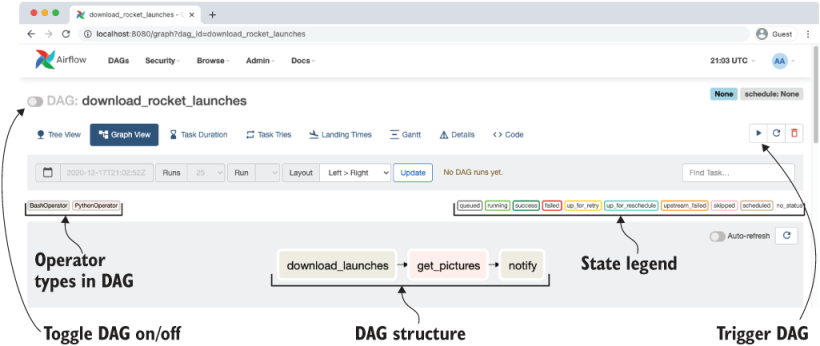 download_rocket_launches - 
localhost:8080/graph?dag_id=download_rocket_launches
Guest
Airflow DAGs Security Browse Admin Docs 21:03 UTC AA
DAG: download_rocket_launches None schedule: None
Tree View Graph View Task Duration Task Tries Landing Times Gantt Details <> Code
2020-12-17T21:02:52Z Runs 25 Run Layout Left > Right Update No DAG runs yet. Find Task...
BashOperator PythonOperator queued running success failed up_for_retry up_for_reschedule upstream_failed skipped scheduled no_status
Auto-refresh
download_launches get_pictures notify
Operator
types in DAG
State legend
Toggle DAG on/off DAG structure Trigger DAG